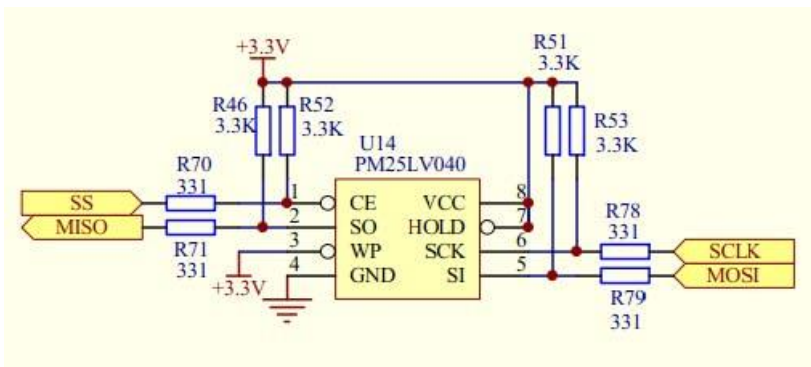 +3.3V
R51
3.3K
R46
3.3K
R52
3.3K
R53
3.3K
U14
PM25LV040
R70
331
SS
MISO
R71
331
1
2
3
4
CE
SO
WP
GND
VCC
HOLD
SCK
SI
8
7
6
5
R78
331
SCLK
MOSI
R79
331
+3.3V